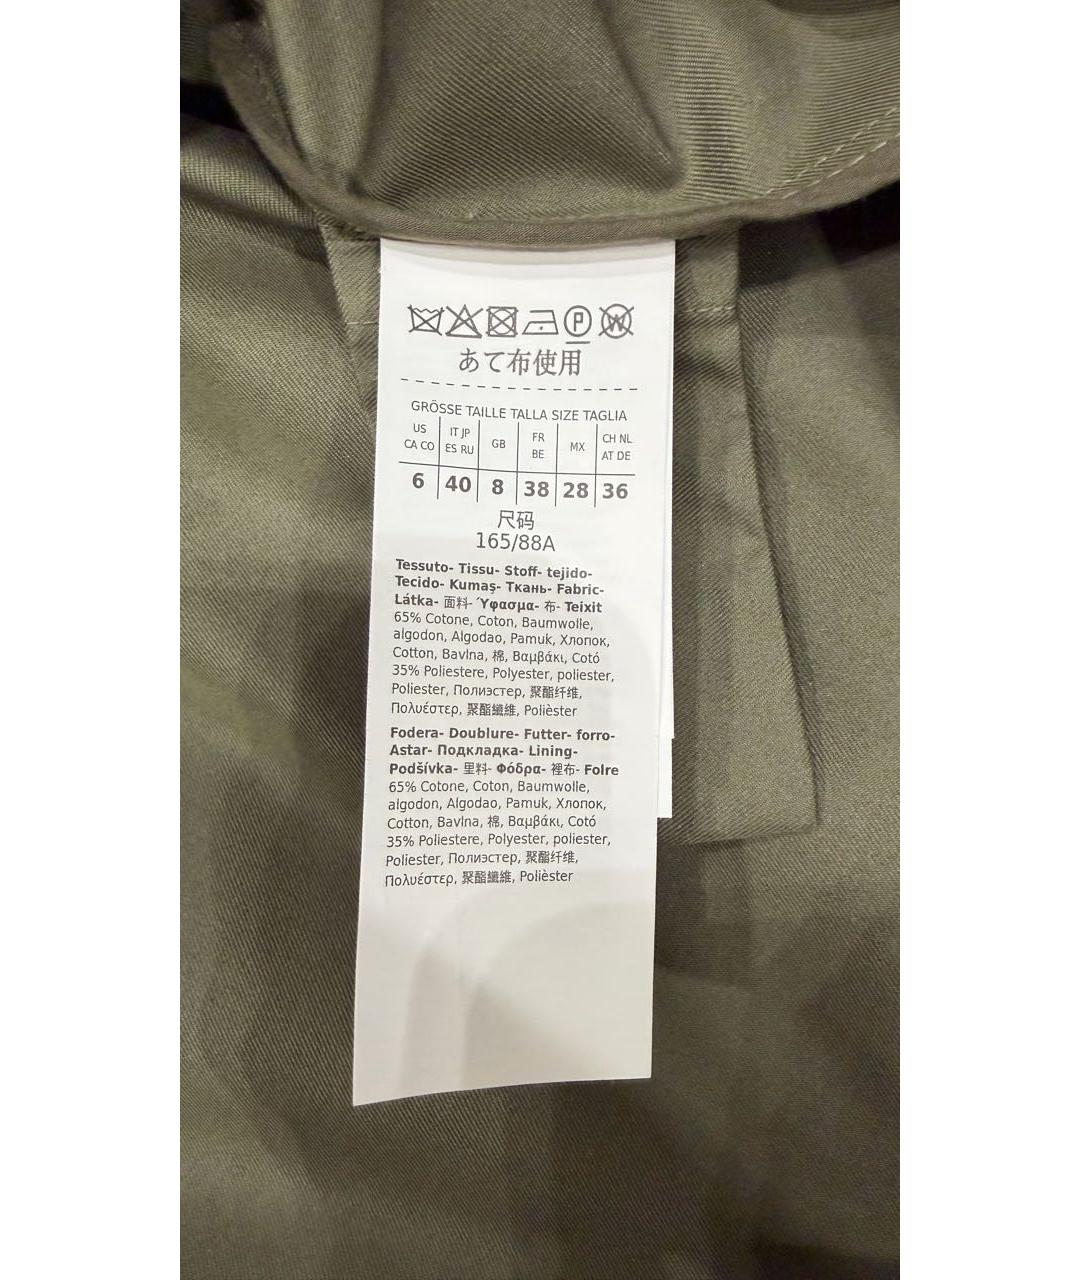 P W
あて布使用
GRÖSSE TAILLE TALLA SIZE TAGLIA
US CA CO IT JP ES RU GB FR BE MX CH NL AT DE
6 40 8 38 28 36
尺码
165/88A
Tessuto- Tissu- Stoff- tejido-
Tecido- Kumaş- Ткань- Fabric-
Látka- 面料- Ύφασμα- 布- Teixit
65% Cotone, Coton, Baumwolle,
algodon, Algodao, Pamuk, Хлопок,
Cotton, Bavlna, 棉, Βαμβάκι, Cotó
35% Poliestere, Polyester, poliester,
Poliester, Полиэстер, 聚酯纤维,
Πολυέστερ, 聚酯纖維, Polièster
Fodera- Doublure- Futter- forro-
Astar- Подкладка- Lining-
Podšívka- 里料- Φόδρα- 裡布- Folre
65% Cotone, Coton, Baumwolle,
algodon, Algodao, Pamuk, Хлопок,
Cotton, Bavlna, 棉, Βαμβάκι, Cotó
35% Poliestere, Polyester, poliester,
Poliester, Полиэстер, 聚酯纤维,
Πολυέστερ, 聚酯纖維, Polièster